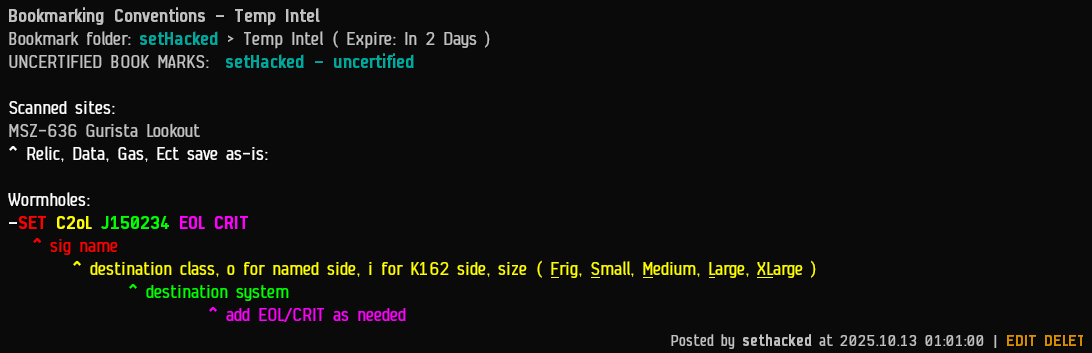 Bookmarking Conventions - Temp Intel
Bookmark folder: setHacked > Temp Intel ( Expire: In 2 Days )
UNCERTIFIED BOOK MARKS: setHacked - uncertified
Scanned sites:
MSZ-636 Gurista Lookout
^ Relic, Data, Gas, Ect save as-is:
Wormholes:
-SET C2oL J150234 EOL CRIT
^ sig name
^ destination class, o for named side, i for K162 side, size ( Frig, Small, Medium, Large, XLarge )
^ destination system
^ add EOL/CRIT as needed
Posted by sethacked at 2025.10.13 01:01:00 | EDIT DELET